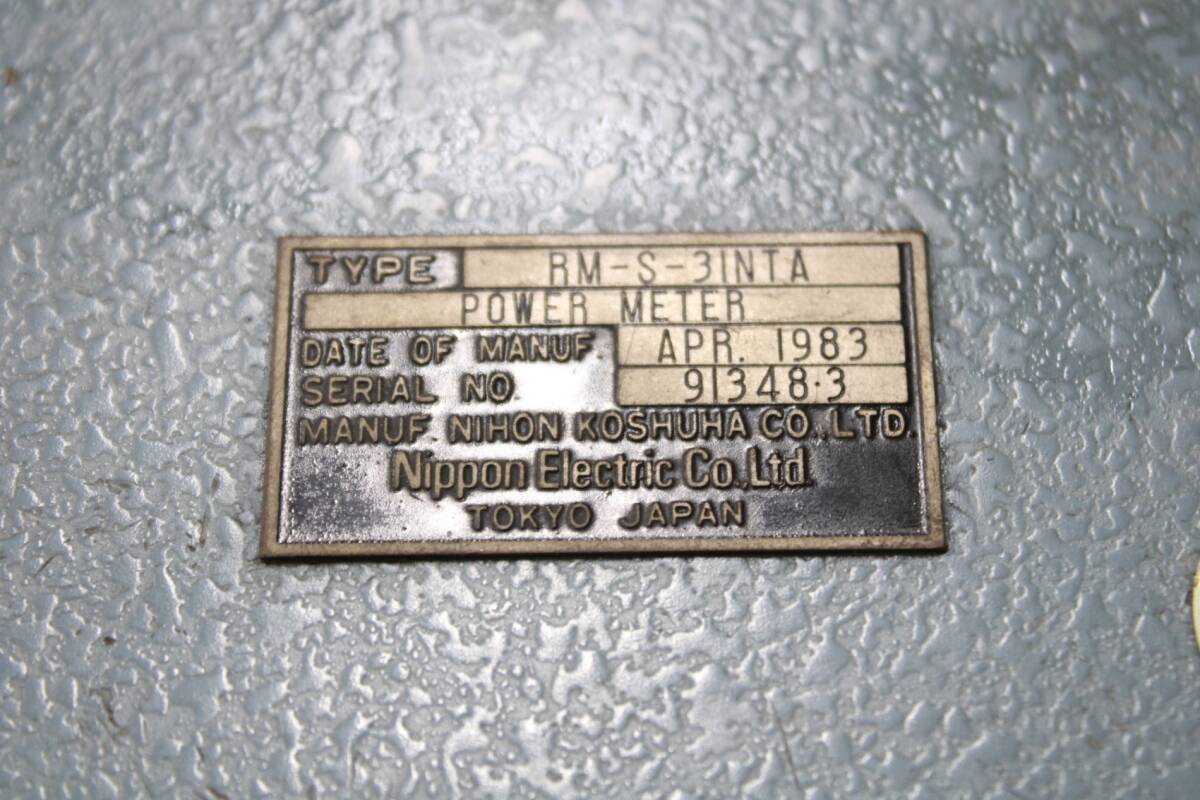 TYPE RM-S-31NTA
POWER METER
DATE OF MANUF APR. 1983
SERIAL NO. 91348·3
MANUF. NIHON KOSHUHA CO. LTD.
Nippon Electric Co., Ltd.
TOKYO JAPAN